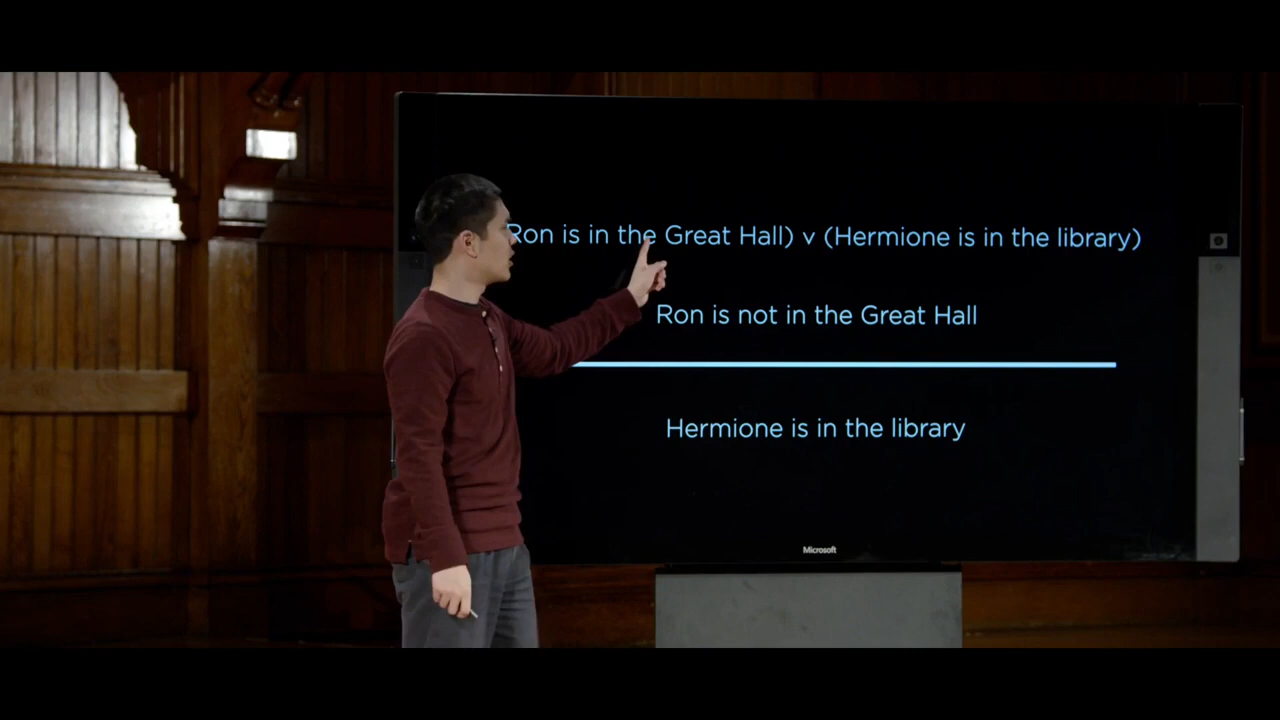 Ron is in the Great Hall) v (Hermione is in the library)
Ron is not in the Great Hall
Hermione is in the library
Microsoft